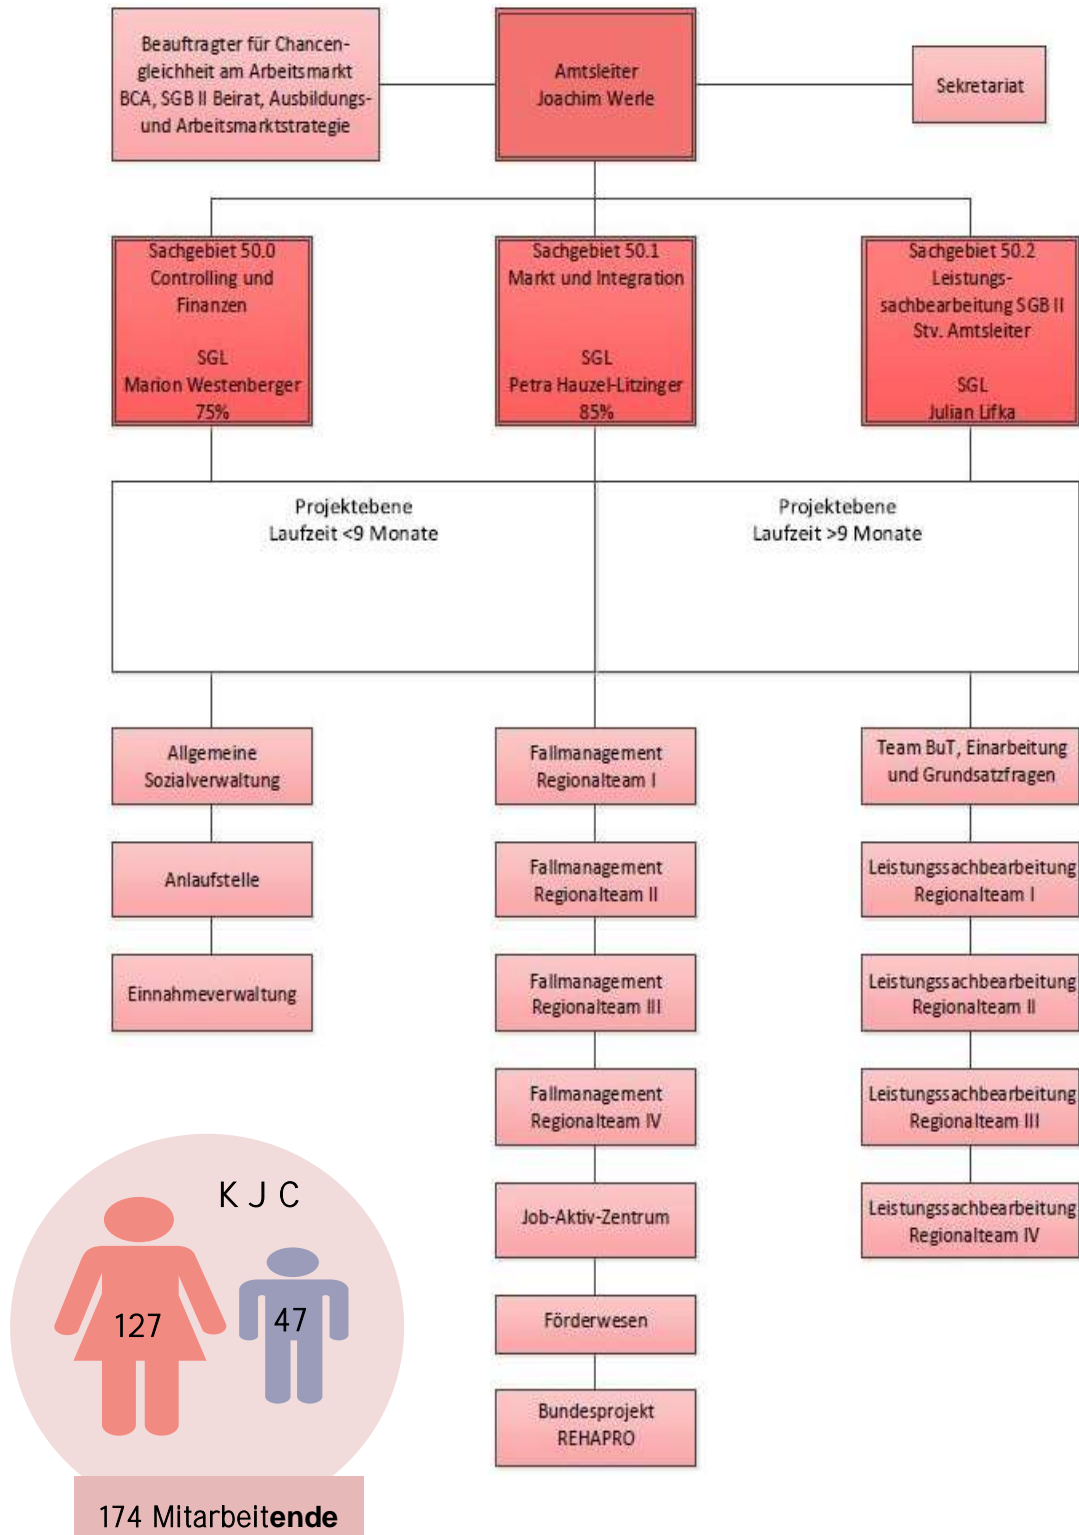 Beauftragter für Chancen-
gleichheit am Arbeitsmarkt
BCA, SGB II Beirat, Ausbildungs-
und Arbeitsmarktstrategie
Amtsleiter
Joachim Werle
Sekretariat
Sachgebiet 50.0
Controlling und
Finanzen
SGL
Marion Westenberger
75%
Sachgebiet 50.1
Markt und Integration
SGL
Petra Hauzel-Litzinger
85%
Sachgebiet 50.2
Leistungs-
sachbearbeitung SGB II
Stv. Amtsleiter
SGL
Julian Lifka
Projektebene
Laufzeit <9 Monate
Projektebene
Laufzeit >9 Monate
Allgemeine
Sozialverwaltung
Anlaufstelle
Einnahmeverwaltung
Fallmanagement
Regionalteam I
Fallmanagement
Regionalteam II
Fallmanagement
Regionalteam III
Fallmanagement
Regionalteam IV
Job-Aktiv-Zentrum
Förderwesen
Bundesprojekt
REHAPRO
Team BuT, Einarbeitung
und Grundsatzfragen
Leistungssachbearbeitung
Regionalteam I
Leistungssachbearbeitung
Regionalteam II
Leistungssachbearbeitung
Regionalteam III
Leistungssachbearbeitung
Regionalteam IV
K J C
127
47
174 Mitarbeitende